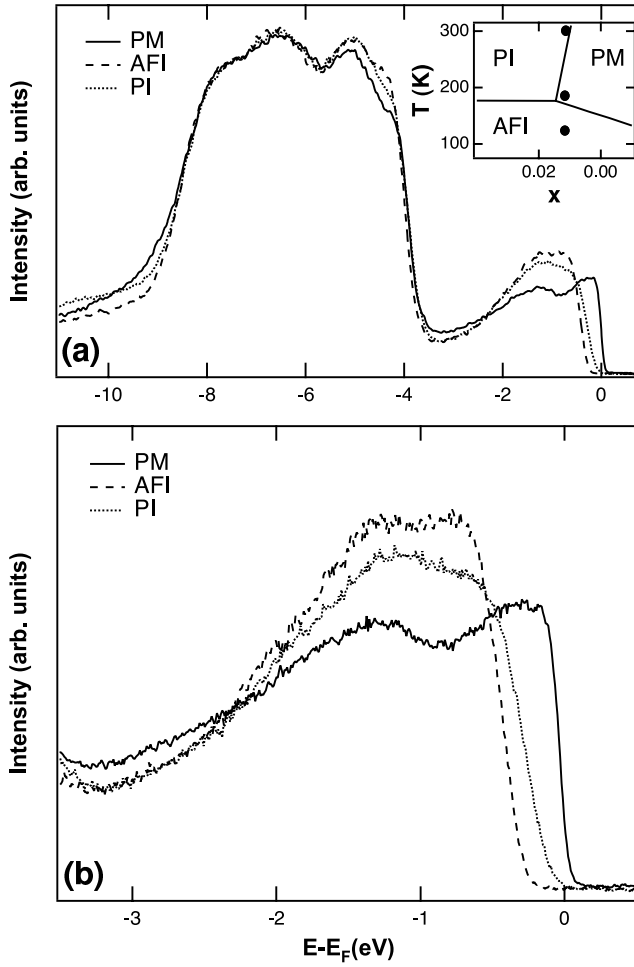 PM
AFI
PI
PI
PM
AFI
T (K)
300
200
100
0.02
0.00
x
Intensity (arb. units)
(a)
-10
-8
-6
-4
-2
0
PM
AFI
PI
Intensity (arb. units)
(b)
-3
-2
-1
0
E-E_F(eV)